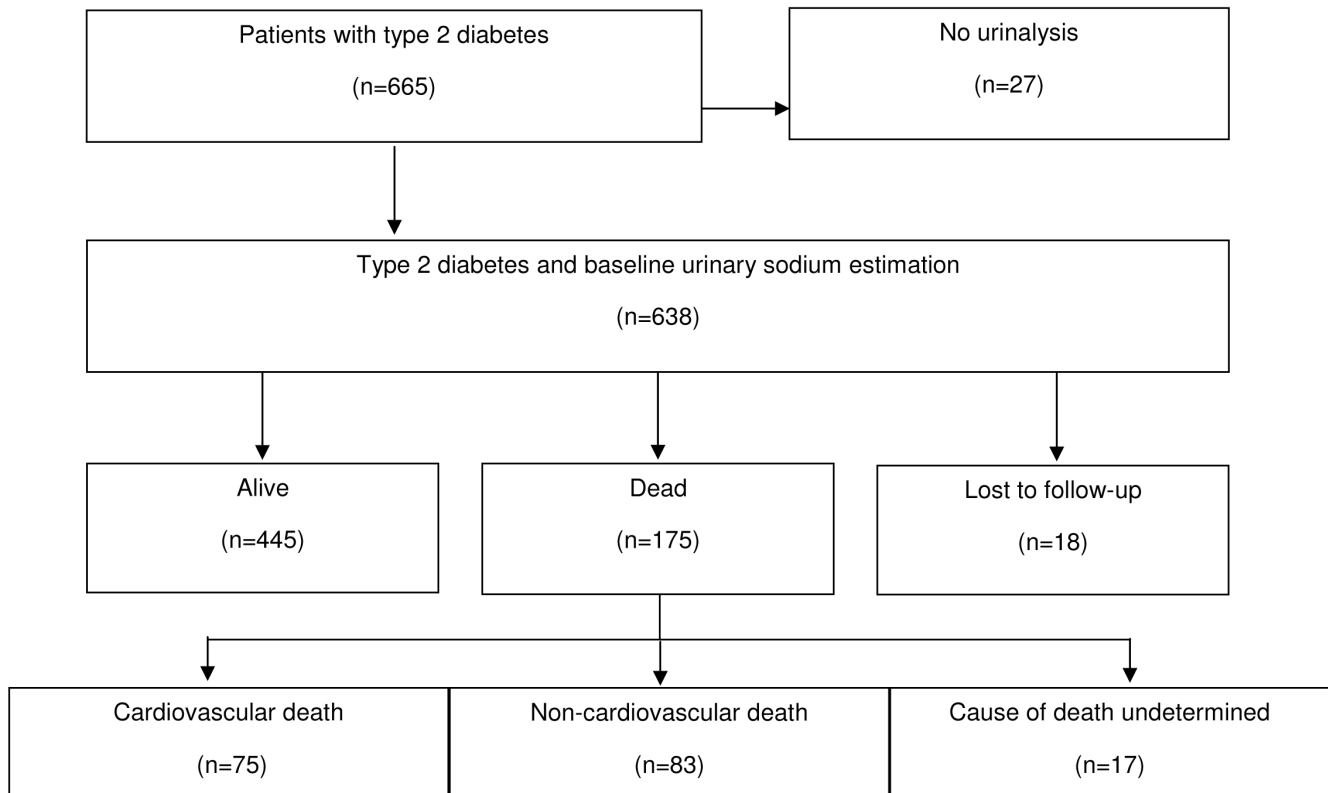 Patients with type 2 diabetes
(n=665)
No urinalysis
(n=27)
Type 2 diabetes and baseline urinary sodium estimation
(n=638)
Alive
(n=445)
Dead
(n=175)
Lost to follow-up
(n=18)
Cardiovascular death
(n=75)
Non-cardiovascular death
(n=83)
Cause of death undetermined
(n=17)